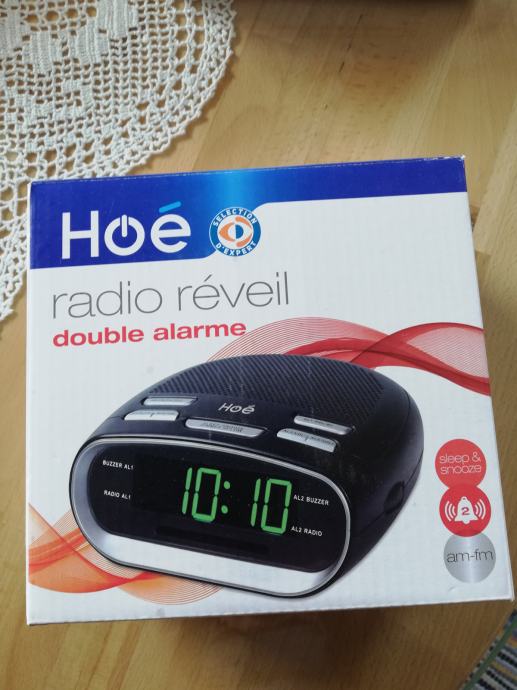 Hoé
SELECTION
D'EXPERT
radio réveil
double alarme
Hoé
BUZZER AL1
RADIO AL1
10:10
AL2 BUZZER
AL2 RADIO
sleep &
snooze
2
am-fm